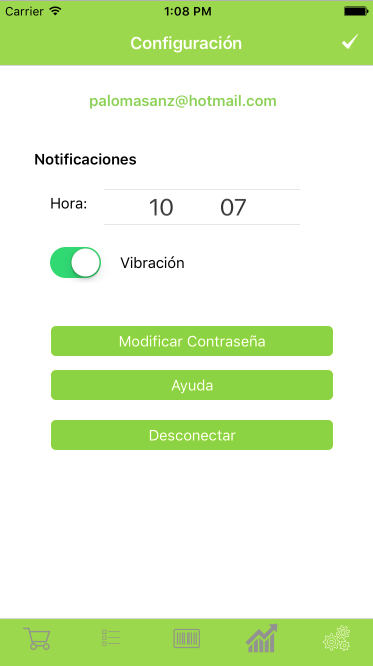 Carrier 1:08 PM
Configuración
palomasanz@hotmail.com
Notificaciones
Hora: 10 07
Vibración
Modificar Contraseña
Ayuda
Desconectar